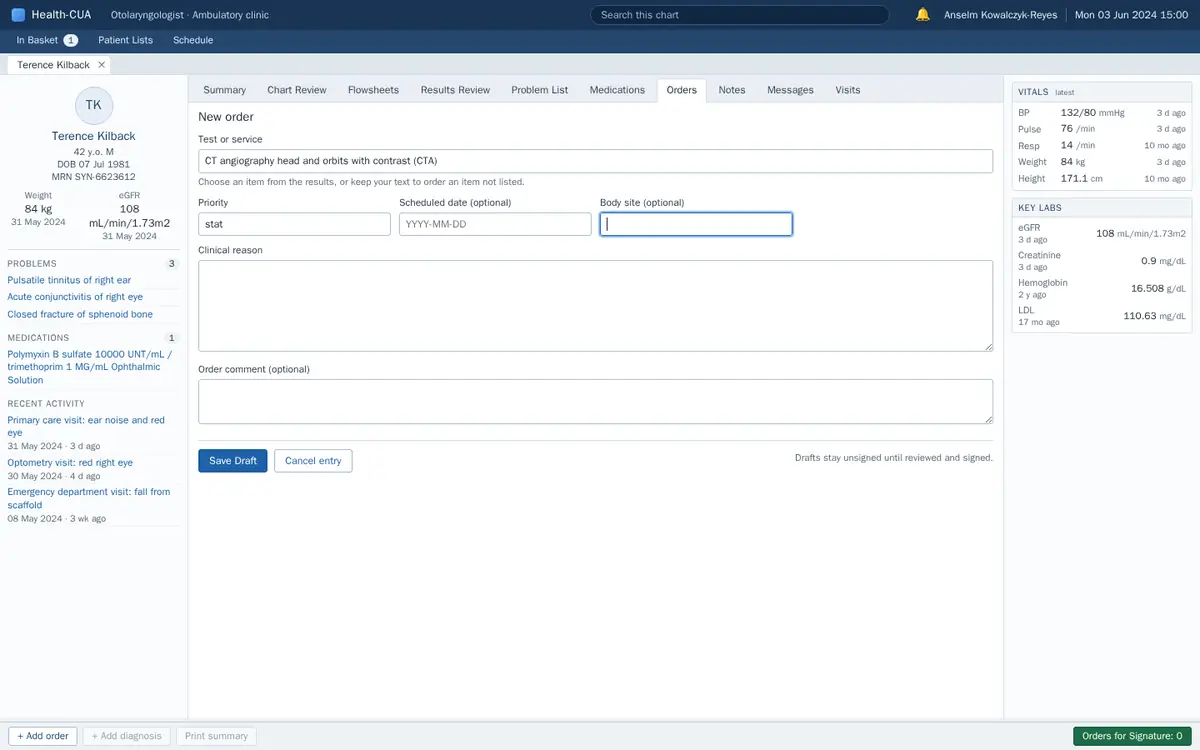 Health-CUA Otolaryngologist · Ambulatory clinic Search this chart Anselm Kowalczyk-Reyes Mon 03 Jun 2024 15:00
In Basket 1 Patient Lists Schedule
Terence Kilback ✕
TK
Terence Kilback
42 y.o. M
DOB 07 Jul 1981
MRN SYN-6623612
Weight
84 kg
31 May 2024
eGFR
108
mL/min/1.73m2
31 May 2024
PROBLEMS 3
Pulsatile tinnitus of right ear
Acute conjunctivitis of right eye
Closed fracture of sphenoid bone
MEDICATIONS 1
Polymyxin B sulfate 10000 UNT/mL /
trimethoprim 1 MG/mL Ophthalmic
Solution
RECENT ACTIVITY
Primary care visit: ear noise and red
eye
31 May 2024 · 3 d ago
Optometry visit: red right eye
30 May 2024 · 4 d ago
Emergency department visit: fall from
scaffold
08 May 2024 · 3 wk ago
Summary Chart Review Flowsheets Results Review Problem List Medications Orders Notes Messages Visits
New order
Test or service
CT angiography head and orbits with contrast (CTA)
Choose an item from the results, or keep your text to order an item not listed.
Priority Scheduled date (optional) Body site (optional)
stat YYYY-MM-DD
Clinical reason
Order comment (optional)
Save Draft Cancel entry Drafts stay unsigned until reviewed and signed.
VITALS latest
BP 132/80 mmHg 3 d ago
Pulse 76 /min 3 d ago
Resp 14 /min 10 mo ago
Weight 84 kg 3 d ago
Height 171.1 cm 10 mo ago
KEY LABS
eGFR
3 d ago
108 mL/min/1.73m2
Creatinine
3 d ago
0.9 mg/dL
Hemoglobin
2 y ago
16.508 g/dL
LDL
17 mo ago
110.63 mg/dL
+ Add order + Add diagnosis Print summary Orders for Signature: 0